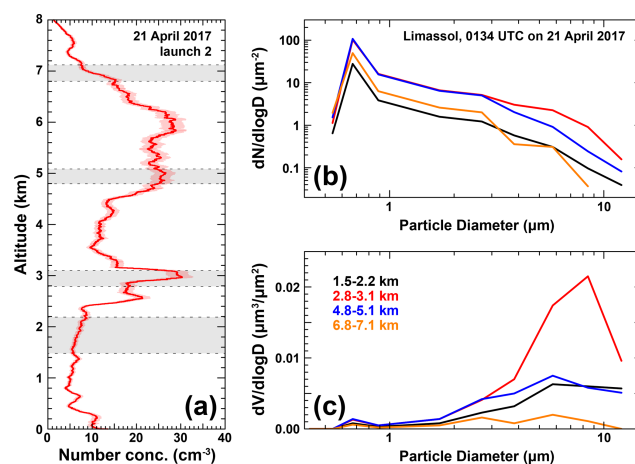 21 April 2017
launch 2
8
7
6
5
4
3
2
1
0
Altitude (km)
(a)
0 10 20 30 40
Number conc. (cm-3)
Limassol, 0134 UTC on 21 April 2017
100
10
1
0.1
dN/dlogD (μm-2)
(b)
1 10
Particle Diameter (μm)
0.02
0.01
0.00
dV/dlogD (μm3/μm2)
1.5-2.2 km
2.8-3.1 km
4.8-5.1 km
6.8-7.1 km
(c)
1 10
Particle Diameter (μm)